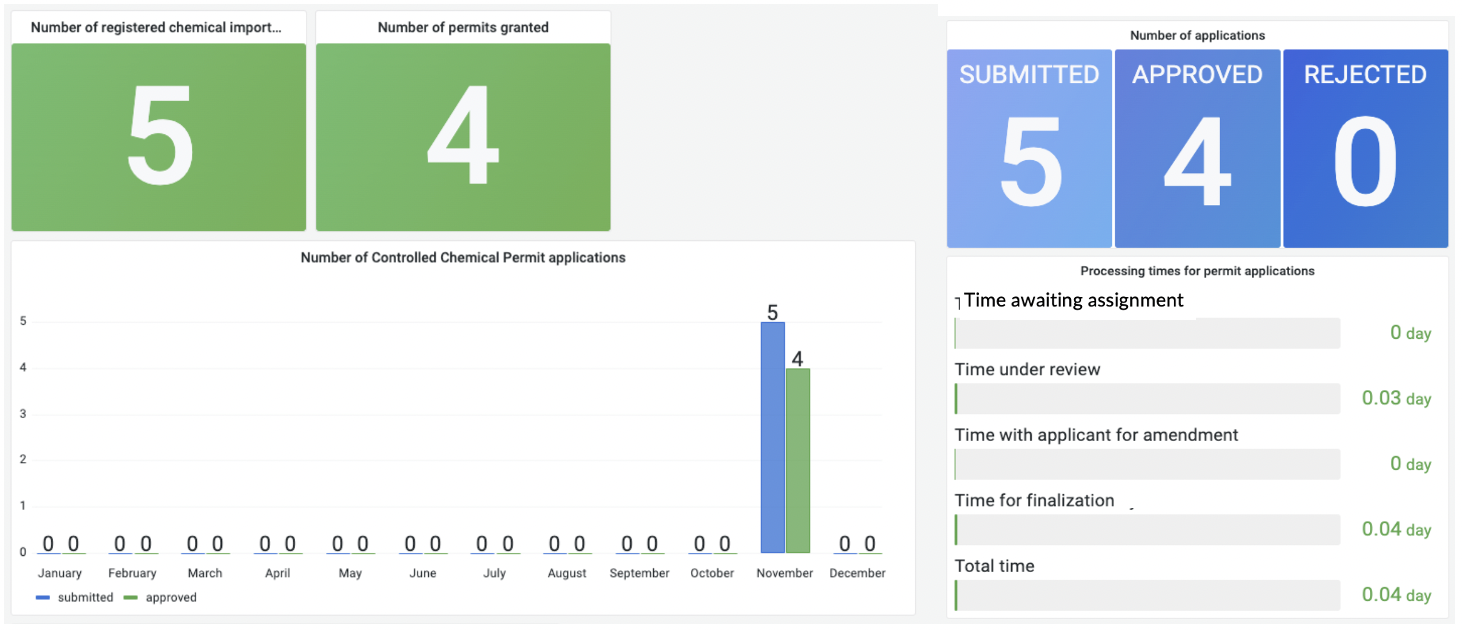 Number of registered chemical import...
5
Number of permits granted
4
Number of Controlled Chemical Permit applications
5
4
3
2
1
0
5
4
0 0 0 0 0 0 0 0 0 0 0 0 0 0 0 0 0 0 0 0 0 0
January February March April May June July August September October November December
submitted approved
Number of applications
SUBMITTED APPROVED REJECTED
5 4 0
Processing times for permit applications
Time awaiting assignment
0 day
Time under review
0.03 day
Time with applicant for amendment
0 day
Time for finalization
0.04 day
Total time
0.04 day